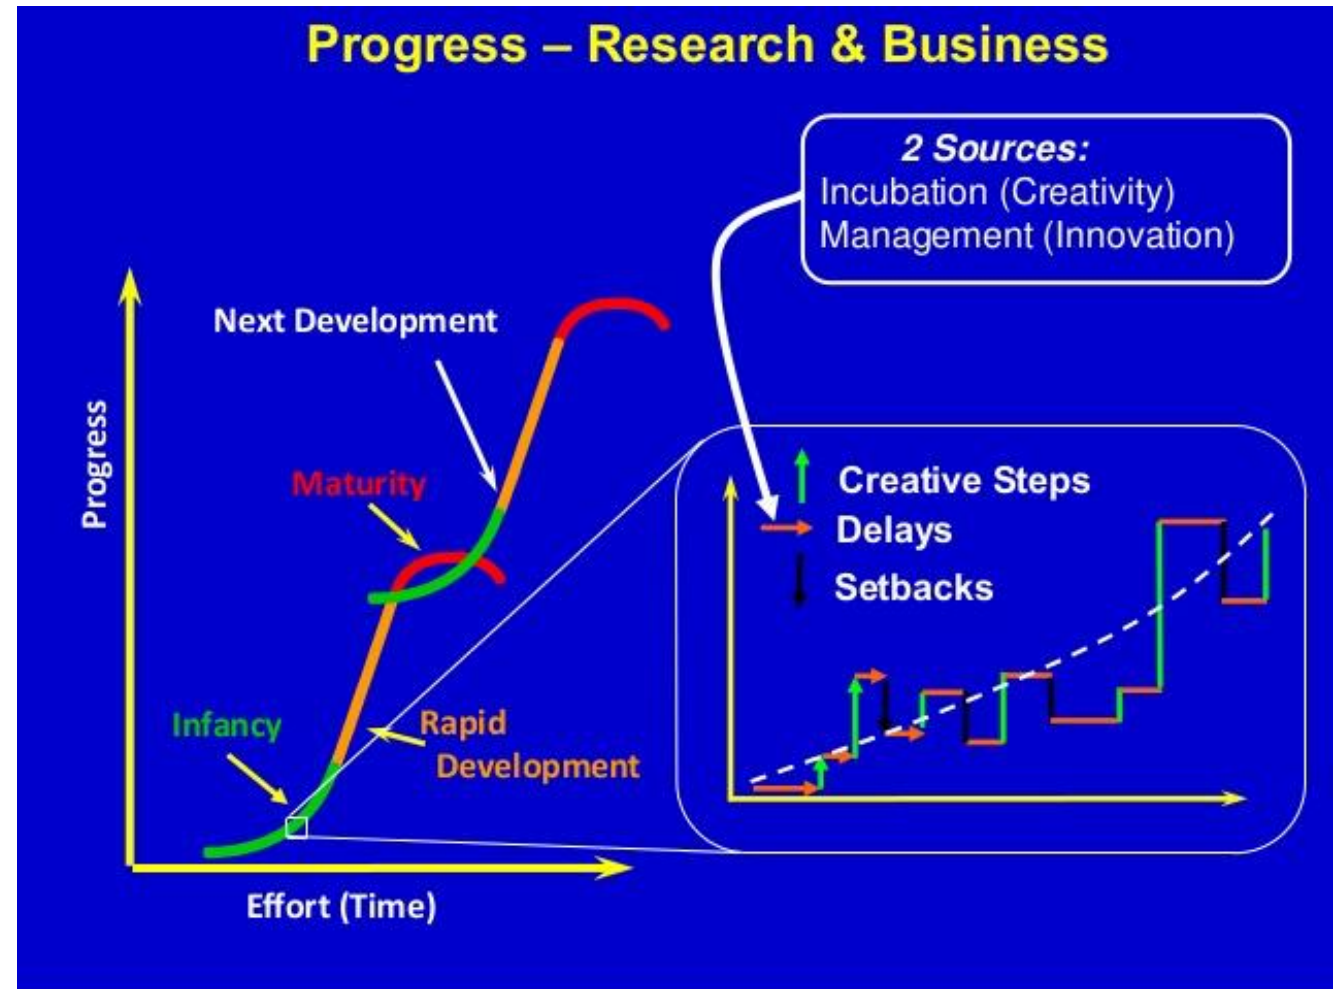 Progress – Research & Business
2 Sources:
Incubation (Creativity)
Management (Innovation)
Next Development
Progress
Maturity
Creative Steps
Delays
Setbacks
Infancy
Rapid
Development
Effort (Time)